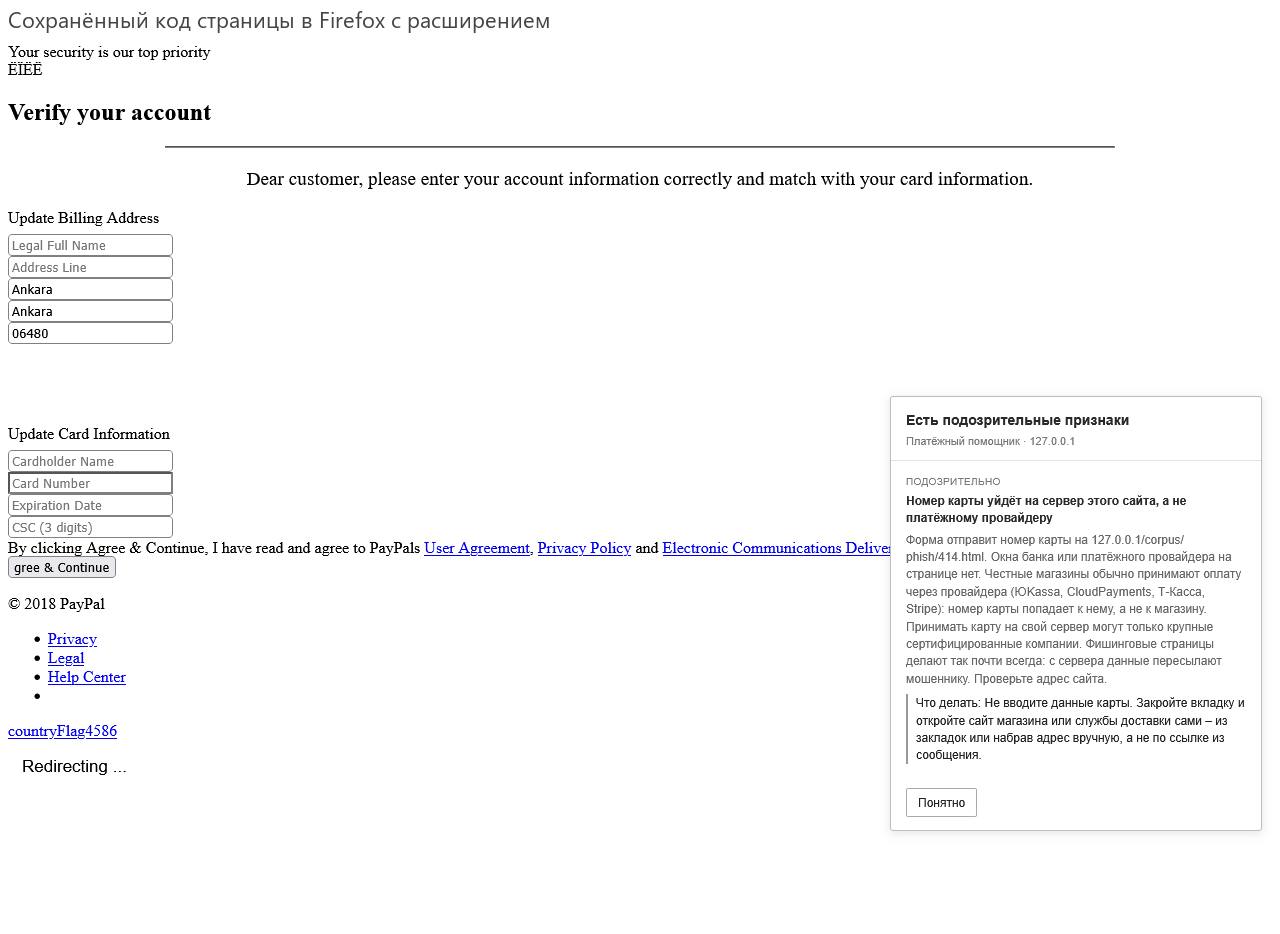 Сохранённый код страницы в Firefox с расширением
Your security is our top priority
ËÏËË
Verify your account
Dear customer, please enter your account information correctly and match with your card information.
Update Billing Address
Legal Full Name
Address Line
Ankara
Ankara
06480
Update Card Information
Cardholder Name
Card Number
Expiration Date
CSC (3 digits)
By clicking Agree & Continue, I have read and agree to PayPals User Agreement, Privacy Policy and Electronic Communications Deliver
gree & Continue
© 2018 PayPal
Privacy
Legal
Help Center
countryFlag4586
Redirecting ...
Есть подозрительные признаки
Платёжный помощник · 127.0.0.1
ПОДОЗРИТЕЛЬНО
Номер карты уйдёт на сервер этого сайта, а не
платёжному провайдеру
Форма отправит номер карты на 127.0.0.1/corpus/
phish/414.html. Окна банка или платёжного провайдера на
странице нет. Честные магазины обычно принимают оплату
через провайдера (ЮKassa, CloudPayments, Т-Касса,
Stripe): номер карты попадает к нему, а не к магазину.
Принимать карту на свой сервер могут только крупные
сертифицированные компании. Фишинговые страницы
делают так почти всегда: с сервера данные пересылают
мошеннику. Проверьте адрес сайта.
Что делать: Не вводите данные карты. Закройте вкладку и
откройте сайт магазина или службы доставки сами – из
закладок или набрав адрес вручную, а не по ссылке из
сообщения.
Понятно